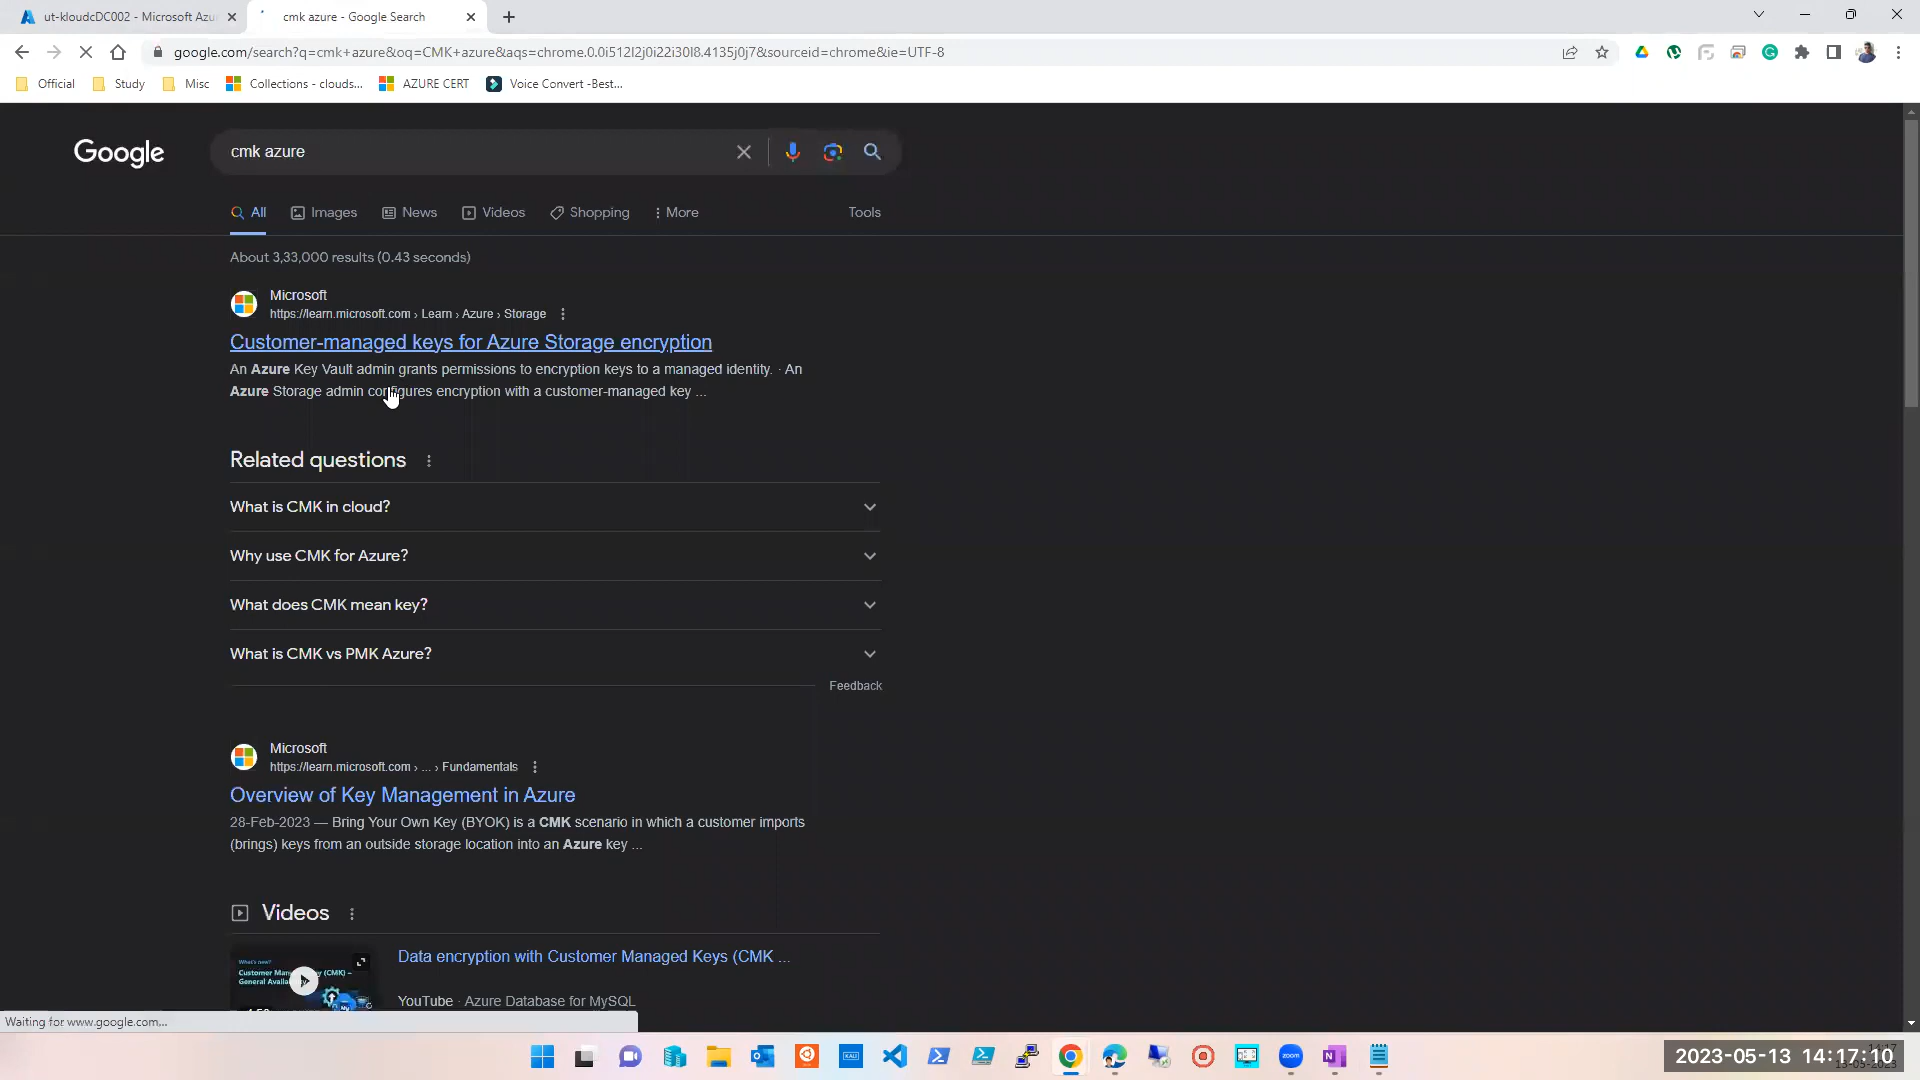 ut-kloudcDC002 - Microsoft Azu
cmk azure - Google Search
google.com/search?q=cmk+azure&oq=CMK+azure&aqs=chrome.0.0i512l2j0i22i30l8.4135j0j7&sourceid=chrome&ie=UTF-8
Official
Study
Misc
Collections - clouds...
AZURE CERT
Voice Convert -Best...
Google
cmk azure
All
Images
News
Videos
Shopping
More
Tools
About 3,33,000 results (0.43 seconds)
Microsoft
https://learn.microsoft.com › Learn › Azure › Storage
Customer-managed keys for Azure Storage encryption
An Azure Key Vault admin grants permissions to encryption keys to a managed identity. · An
Azure Storage admin configures encryption with a customer-managed key ...
Related questions
What is CMK in cloud?
Why use CMK for Azure?
What does CMK mean key?
What is CMK vs PMK Azure?
Feedback
Microsoft
https://learn.microsoft.com › ... › Fundamentals
Overview of Key Management in Azure
28-Feb-2023 — Bring Your Own Key (BYOK) is a CMK scenario in which a customer imports
(brings) keys from an outside storage location into an Azure key ...
Videos
What's new?
Data encryption with Customer Managed Keys (CMK ...
YouTube · Azure Database for MySQL
Waiting for www.google.com...
KALI
zoom
2023-05-13 14:17:10